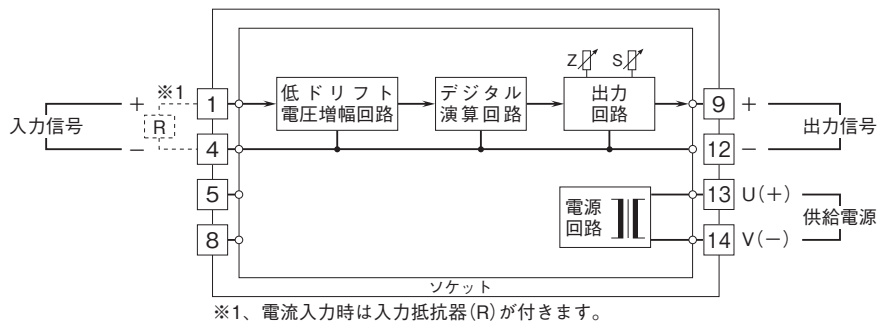 Z S
※1
+ 1 低ドリフト電圧増幅回路 デジタル演算回路 出力回路 9 +
入力信号 R 出力信号
− 4 12 −
5 13 U(+)
電源回路 供給電源
8 14 V(−)
ソケット
※1、電流入力時は入力抵抗器(R)が付きます。